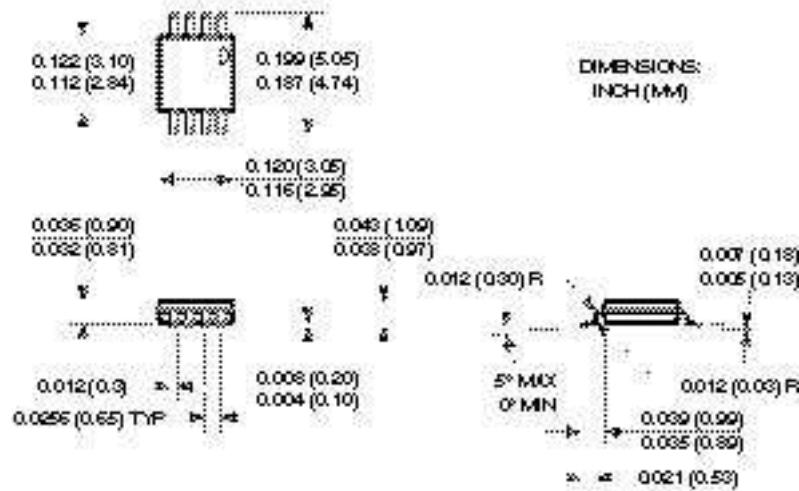 0.122 (3.10)
0.112 (2.84)
0.199 (5.05)
0.187 (4.74)
DIMENSIONS:
INCH (MM)
0.120 (3.05)
0.116 (2.95)
0.036 (0.90)
0.032 (0.81)
0.043 (1.09)
0.038 (0.97)
0.007 (0.18)
0.005 (0.13)
0.012 (0.30) R
0.012 (0.3)
0.0256 (0.65) TYP
0.008 (0.20)
0.004 (0.10)
5° MAX
0° MIN
0.012 (0.03) R
0.039 (0.99)
0.035 (0.89)
0.021 (0.53)